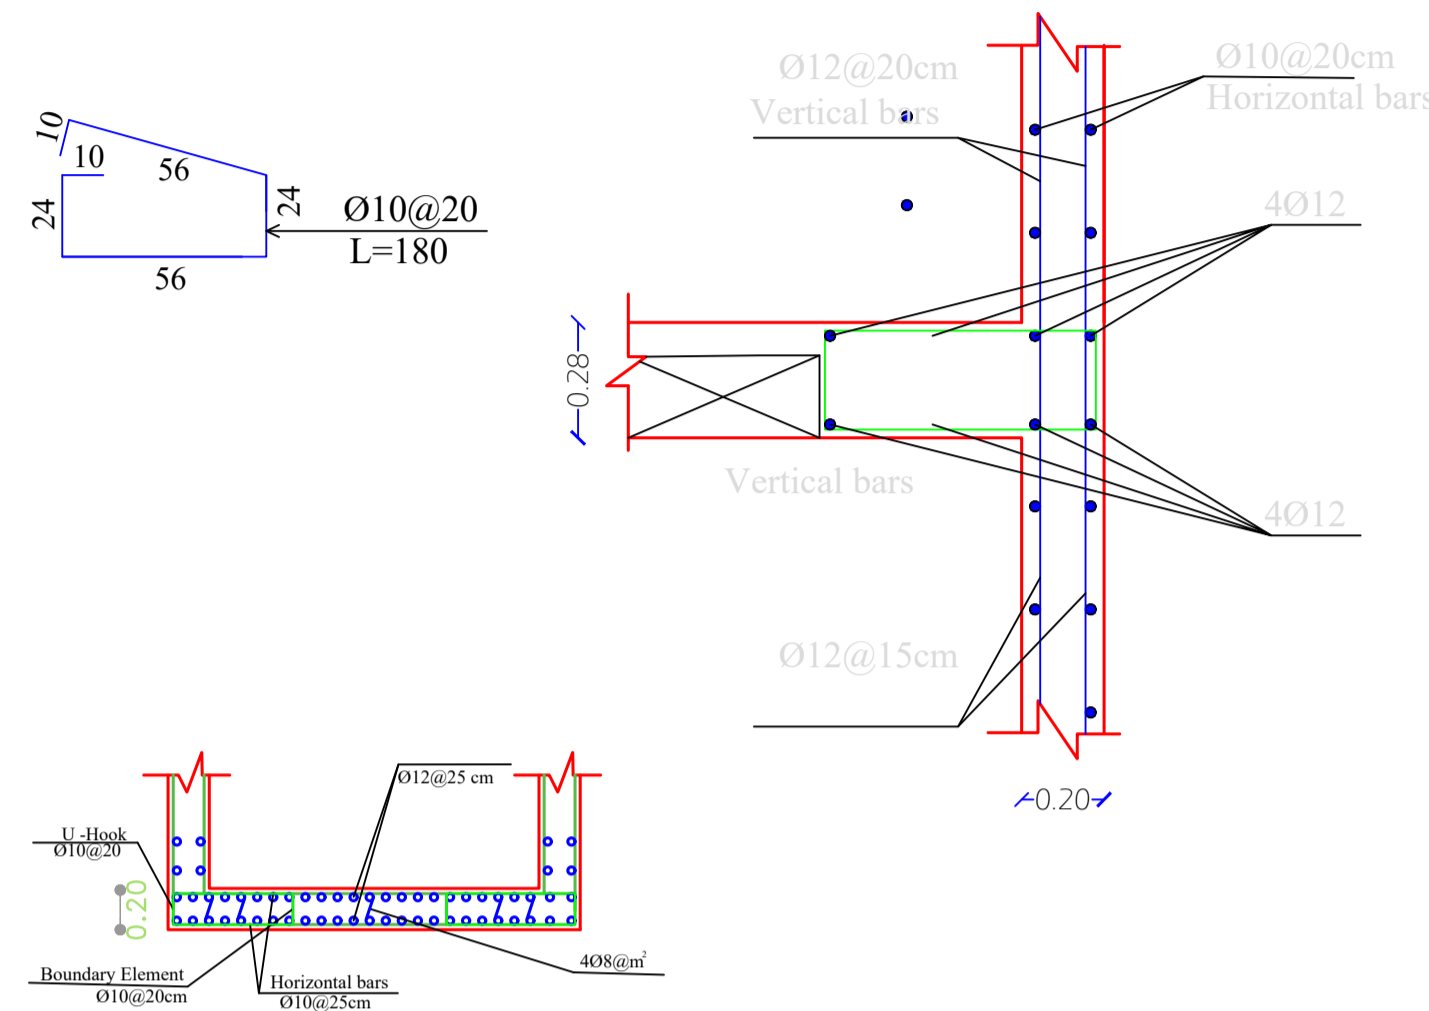 10
10
56
24
24
Ø10@20
L=180
56
Ø12@20cm
Vertical bars
Ø10@20cm
Horizontal bars
4Ø12
0.28
Vertical bars
4Ø12
Ø12@15cm
0.20
Ø12@25 cm
U -Hook
Ø10@20
0.20
4Ø8@m²
Boundary Element
Ø10@20cm
Horizontal bars
Ø10@25cm